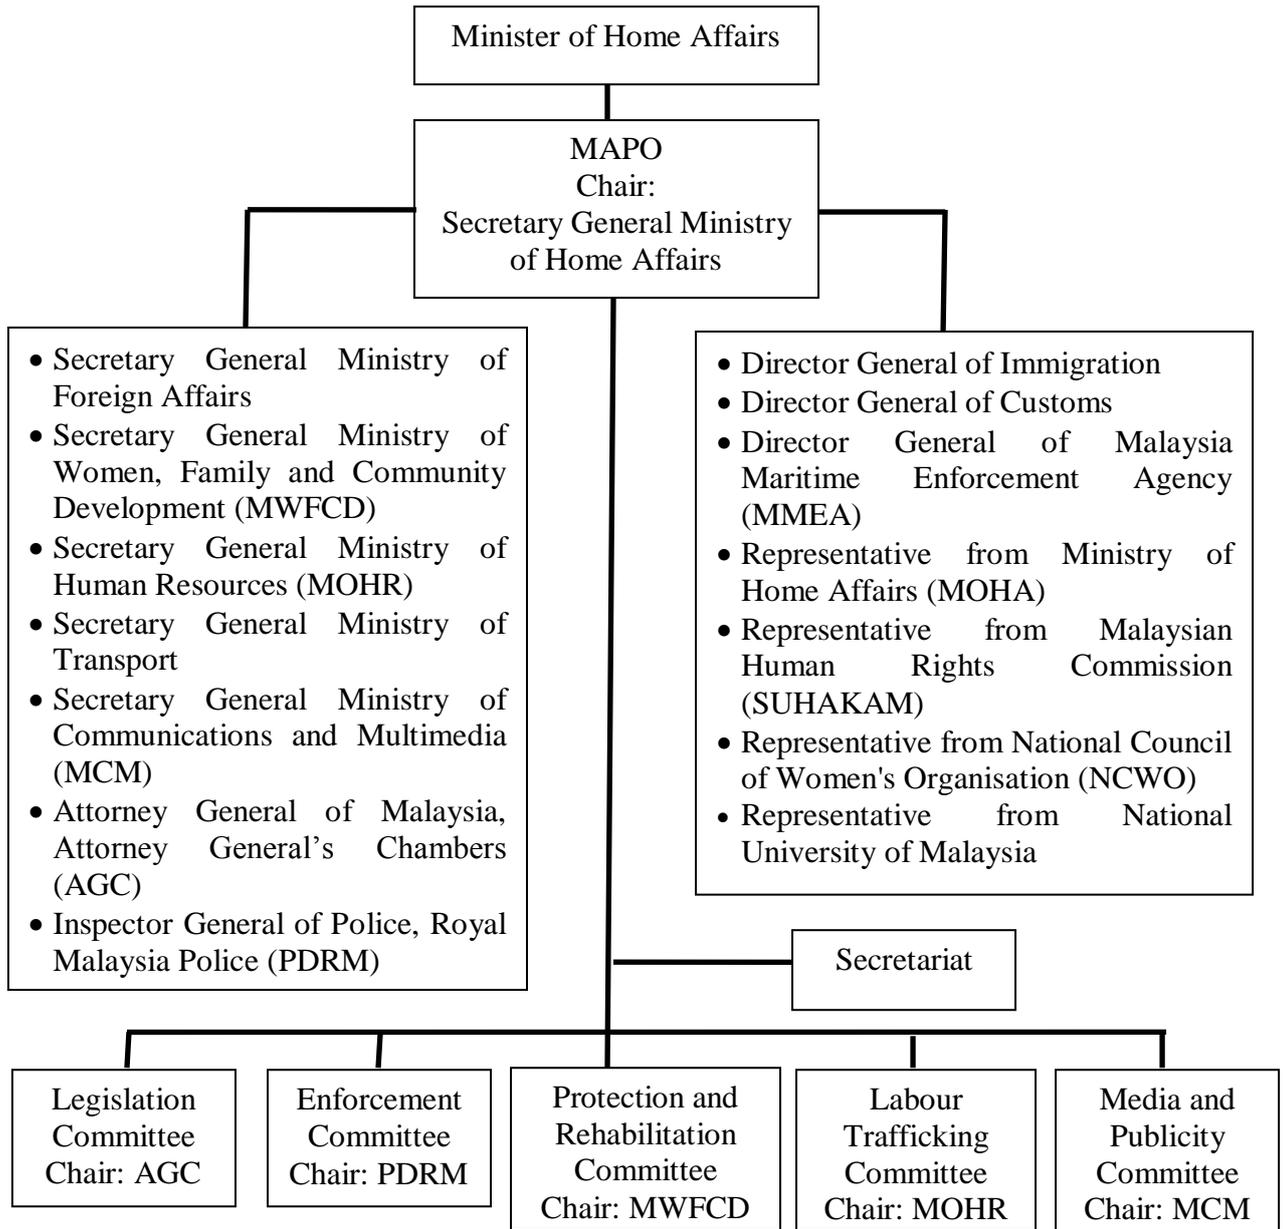 Minister of Home Affairs
MAPO
Chair:
Secretary General Ministry
of Home Affairs
• Secretary General Ministry of
Foreign Affairs
• Secretary General Ministry of
Women, Family and Community
Development (MWFCD)
• Secretary General Ministry of
Human Resources (MOHR)
• Secretary General Ministry of
Transport
• Secretary General Ministry of
Communications and Multimedia
(MCM)
• Attorney General of Malaysia,
Attorney General’s Chambers
(AGC)
• Inspector General of Police, Royal
Malaysia Police (PDRM)
• Director General of Immigration
• Director General of Customs
• Director General of Malaysia
Maritime Enforcement Agency
(MMEA)
• Representative from Ministry of
Home Affairs (MOHA)
• Representative from Malaysian
Human Rights Commission
(SUHAKAM)
• Representative from National Council
of Women's Organisation (NCWO)
• Representative from National
University of Malaysia
Secretariat
Legislation
Committee
Chair: AGC
Enforcement
Committee
Chair: PDRM
Protection and
Rehabilitation
Committee
Chair: MWFCD
Labour
Trafficking
Committee
Chair: MOHR
Media and
Publicity
Committee
Chair: MCM